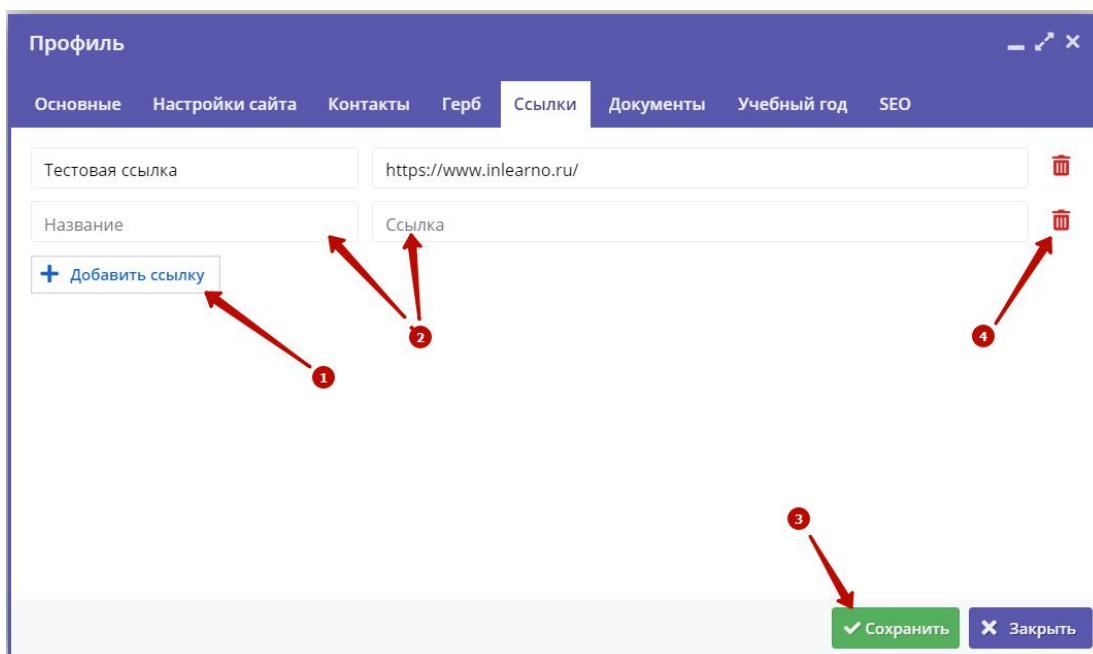 Профиль
Основные Настройки сайта Контакты Герб Ссылки Документы Учебный год SEO
Тестовая ссылка https://www.inlearno.ru/
Название Ссылка
Добавить ссылку
2
4
1
3
Сохранить Закрыть